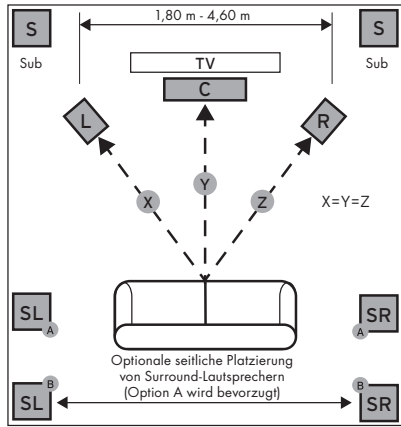 1,80 m - 4,60 m
S
S
Sub
Sub
TV
C
L
R
X
Y
Z
X=Y=Z
SL
A
SR
A
Optionale seitliche Platzierung
von Surround-Lautsprechern
(Option A wird bevorzugt)
SL
B
SR
B